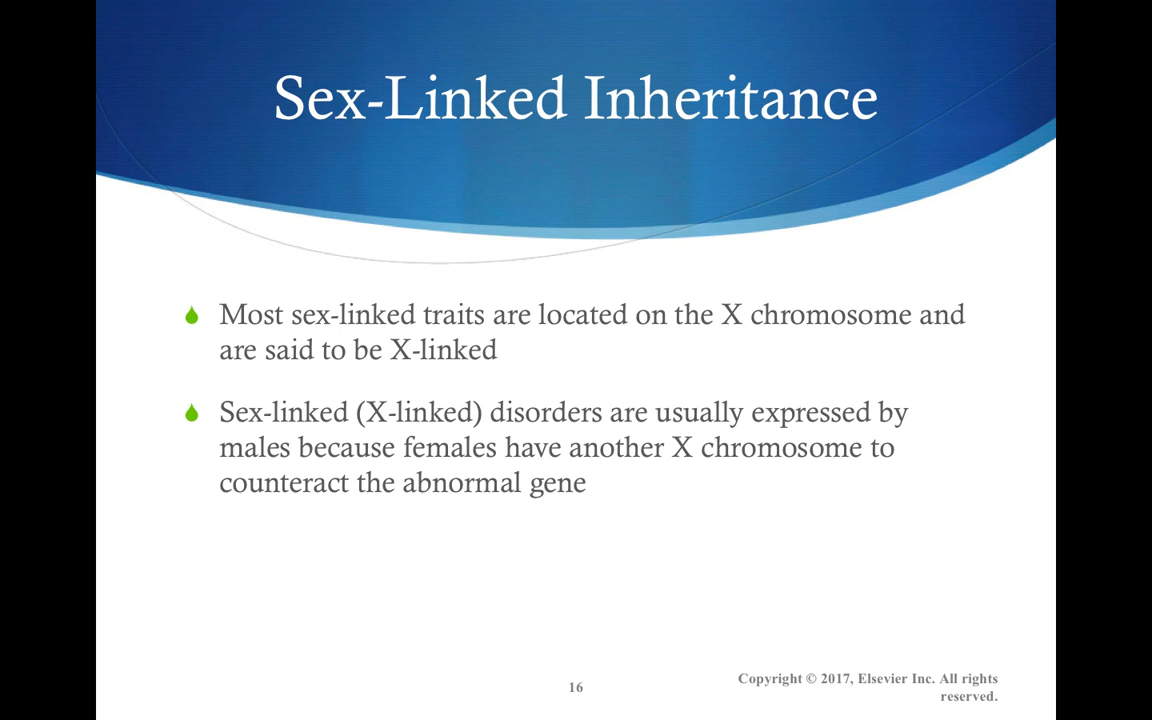 Sex-Linked Inheritance
Most sex-linked traits are located on the X chromosome and
are said to be X-linked
Sex-linked (X-linked) disorders are usually expressed by
males because females have another X chromosome to
counteract the abnormal gene
16
Copyright © 2017, Elsevier Inc. All rights
reserved.